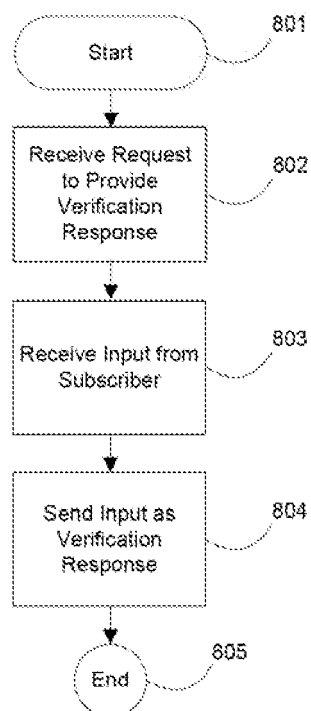 801
Start
Receive Request
to Provide
Verification
Response
802
Receive Input from
Subscriber
803
Send Input as
Verification
Response
804
End
805